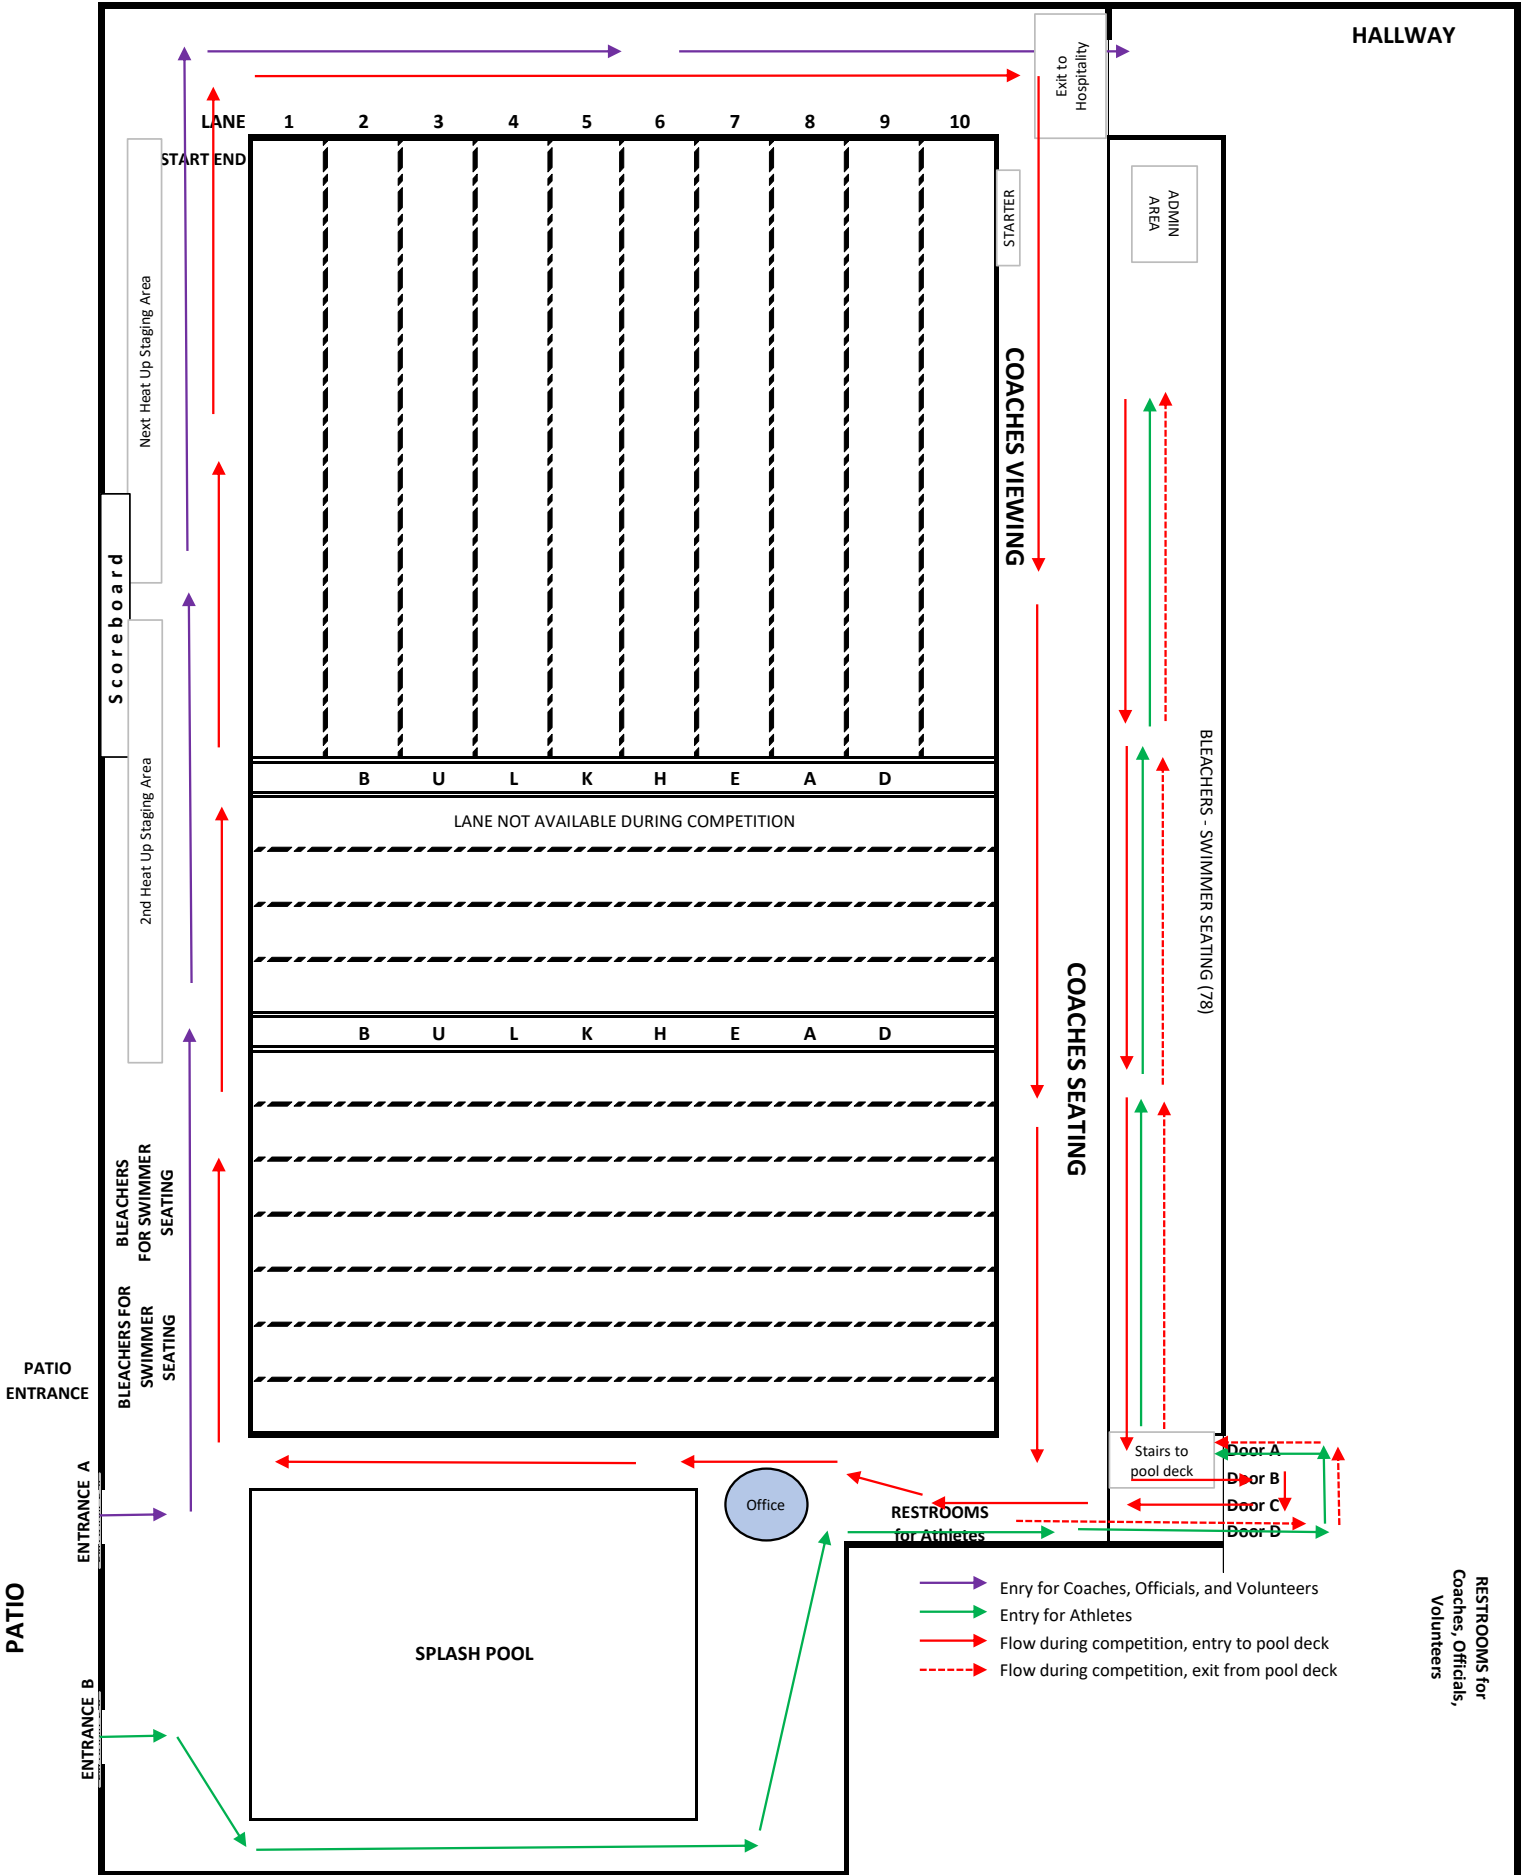 HALLWAY
Exit to
Hospitality
LANE 1 2 3 4 5 6 7 8 9 10
START END
STARTER
ADMIN
AREA
Next Heat Up Staging Area
COACHES VIEWING
Scoreboard
2nd Heat Up Staging Area
BULKHEAD
LANE NOT AVAILABLE DURING COMPETITION
BLEACHERS - SWIMMER SEATING (78)
BULKHEAD
COACHES SEATING
BLEACHERS
FOR SWIMMER
SEATING
BLEACHERS FOR
SWIMMER
SEATING
PATIO
ENTRANCE
Stairs to
pool deck
Door A
Door B
Door C
Door D
ENTRANCE A
Office
RESTROOMS
for Athletes
PATIO
ENTRANCE B
SPLASH POOL
Enry for Coaches, Officials, and Volunteers
Entry for Athletes
Flow during competition, entry to pool deck
Flow during competition, exit from pool deck
RESTROOMS for
Coaches, Officials,
Volunteers